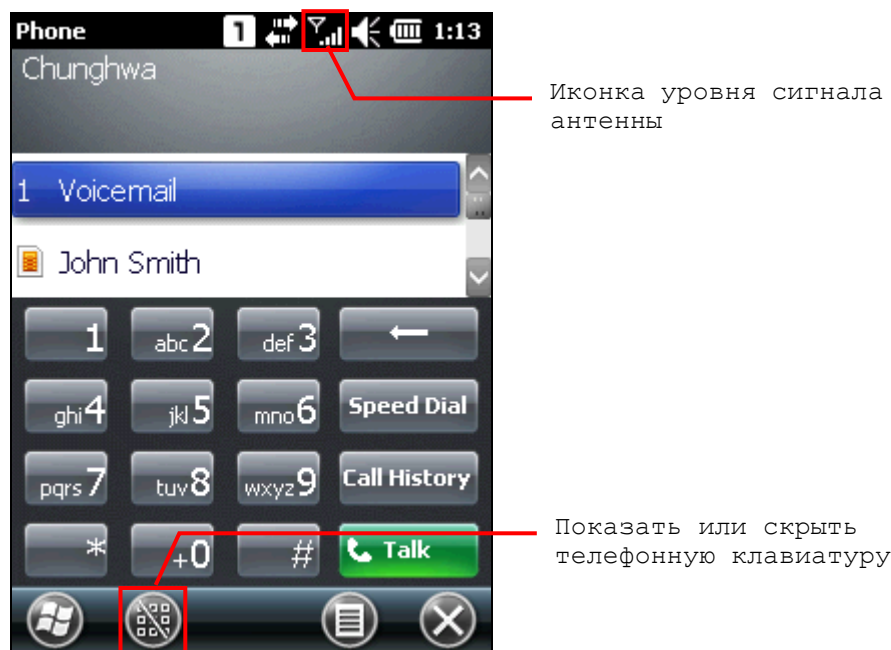 Phone 1 1:13
Chunghwa
Иконка уровня сигнала
антенны
1 Voicemail
John Smith
1 abc2 def3
ghi4 jkl5 mno6 Speed Dial
pqrs7 tuv8 wxyz9 Call History
* +0 # Talk
Показать или скрыть
телефонную клавиатуру